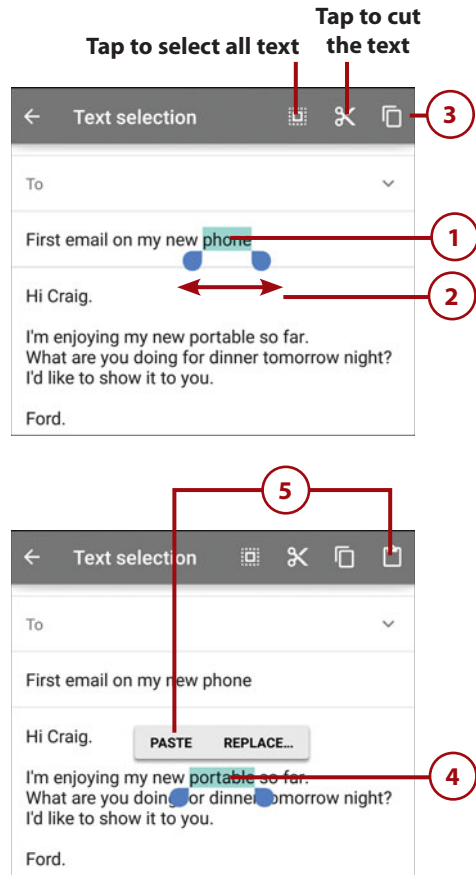 Tap to cut
Tap to select all text the text
Text selection
3
To
First email on my new phone
1
2
Hi Craig.
I'm enjoying my new portable so far.
What are you doing for dinner tomorrow night?
I'd like to show it to you.
Ford.
5
Text selection
To
First email on my new phone
Hi Craig.
PASTE REPLACE...
I'm enjoying my new portable so far.
4
What are you doing for dinner tomorrow night?
I'd like to show it to you.
Ford.